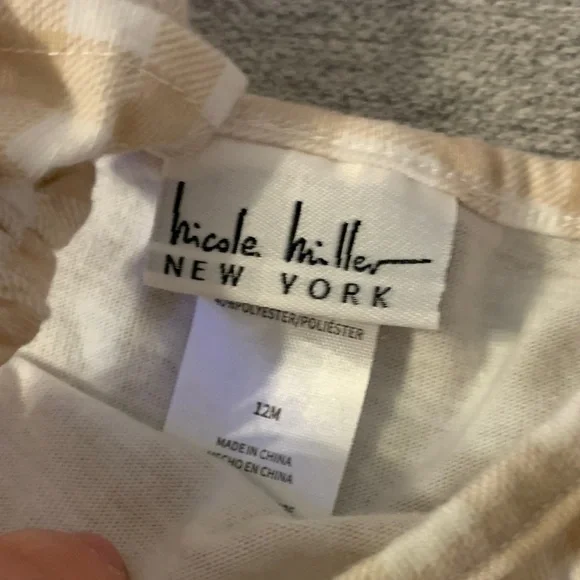 nicole miller
NEW YORK
POLYESTER/POLIÉSTER
12M
MADE IN CHINA
HECHO EN CHINA